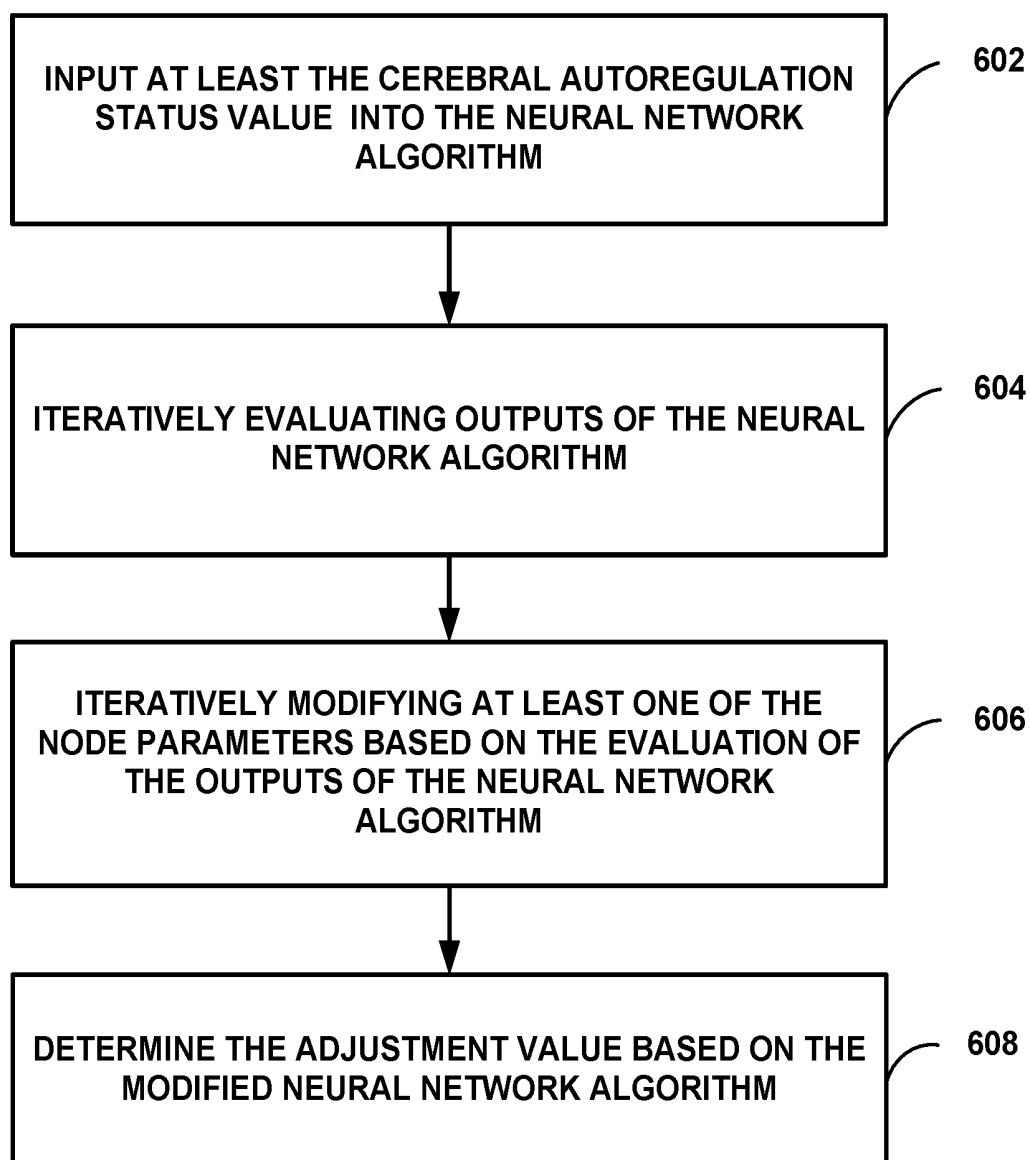 INPUT AT LEAST THE CEREBRAL AUTOREGULATION
STATUS VALUE INTO THE NEURAL NETWORK
ALGORITHM
602
ITERATIVELY EVALUATING OUTPUTS OF THE NEURAL
NETWORK ALGORITHM
604
ITERATIVELY MODIFYING AT LEAST ONE OF THE
NODE PARAMETERS BASED ON THE EVALUATION OF
THE OUTPUTS OF THE NEURAL NETWORK
ALGORITHM
606
DETERMINE THE ADJUSTMENT VALUE BASED ON THE
MODIFIED NEURAL NETWORK ALGORITHM
608